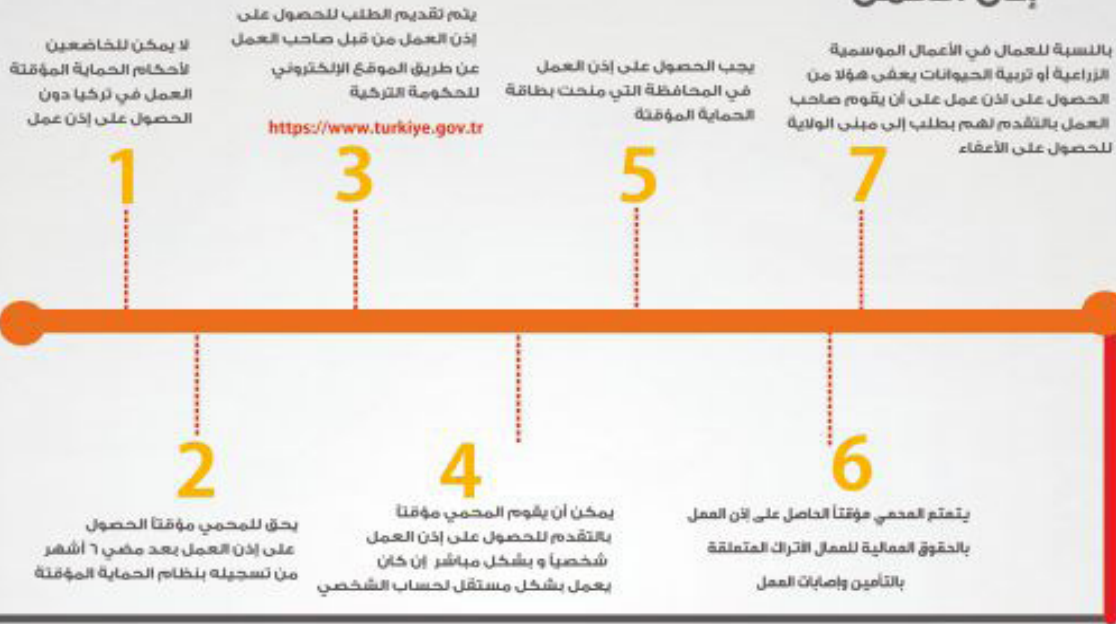 إذن العمل
لا يمكن للخاضعين
لأحكام الحماية المؤقتة
العمل في تركيا دون
الحصول على إذن عمل
1
يحق للمحمي مؤقتاً الحصول
على إذن العمل بعد مضي ٦ أشهر
من تسجيله بنظام الحماية المؤقتة
2
يتم تقديم الطلب للحصول على
إذن العمل من قبل صاحب العمل
عن طريق الموقع الإلكتروني
للحكومة التركية
https://www.turkiye.gov.tr
3
4
يمكن أن يقوم المحمي مؤقتاً
بالتقدم للحصول على إذن العمل
شخصياً و بشكل مباشر إن كان
يعمل بشكل مستقل لحساب الشخصي
يجب الحصول على إذن العمل
في المحافظة التي منحت بطاقة
الحماية المؤقتة
5
6
يتمتع المحمي مؤقتاً الحاصل على إذن العمل
بالحقوق العمالية للعمال الأتراك المتعلقة
بالتأمين وإصابات العمل
بالنسبة للعمال في الأعمال الموسمية
الزراعية أو تربية الحيوانات يعفى هؤلا من
الحصول على اذن عمل على أن يقوم صاحب
العمل بالتقدم لهم بطلب إلى مبنى الولاية
للحصول على الأعفاء
7